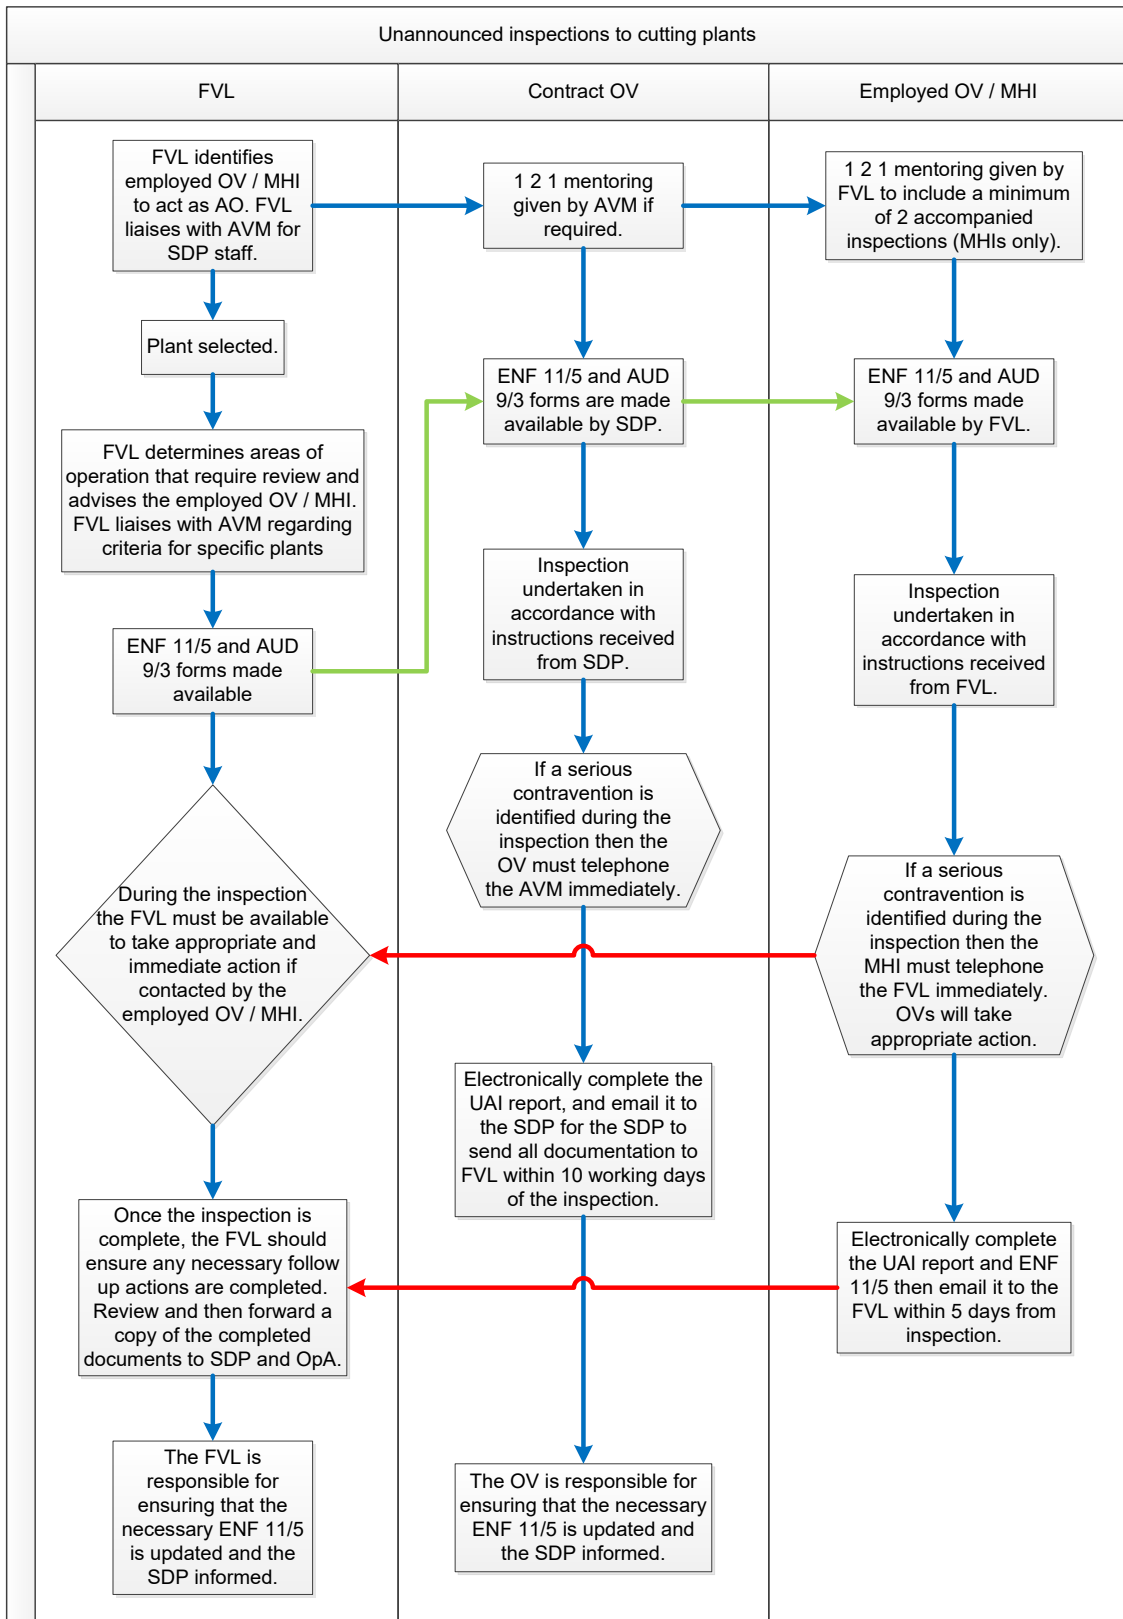 Unannounced inspections to cutting plants
FVL
Contract OV
Employed OV / MHI
FVL identifies
employed OV / MHI
to act as AO. FVL
liaises with AVM for
SDP staff.
Plant selected.
FVL determines areas of
operation that require review and
advises the employed OV / MHI.
FVL liaises with AVM regarding
criteria for specific plants
ENF 11/5 and AUD
9/3 forms made
available
During the inspection
the FVL must be available
to take appropriate and
immediate action if
contacted by the
employed OV / MHI.
Once the inspection is
complete, the FVL should
ensure any necessary follow
up actions are completed.
Review and then forward a
copy of the completed
documents to SDP and OpA.
The FVL is
responsible for
ensuring that the
necessary ENF 11/5
is updated and the
SDP informed.
1 2 1 mentoring
given by AVM if
required.
ENF 11/5 and AUD
9/3 forms are made
available by SDP.
Inspection
undertaken in
accordance with
instructions received
from SDP.
If a serious
contravention is
identified during the
inspection then the
OV must telephone
the AVM immediately.
Electronically complete the
UAI report, and email it to
the SDP for the SDP to
send all documentation to
FVL within 10 working days
of the inspection.
The OV is responsible for
ensuring that the necessary
ENF 11/5 is updated and
the SDP informed.
1 2 1 mentoring given by
FVL to include a minimum
of 2 accompanied
inspections (MHIs only).
ENF 11/5 and AUD
9/3 forms made
available by FVL.
Inspection
undertaken in
accordance with
instructions received
from FVL.
If a serious
contravention is
identified during the
inspection then the
MHI must telephone
the FVL immediately.
OVs will take
appropriate action.
Electronically complete
the UAI report and ENF
11/5 then email it to the
FVL within 5 days from
inspection.